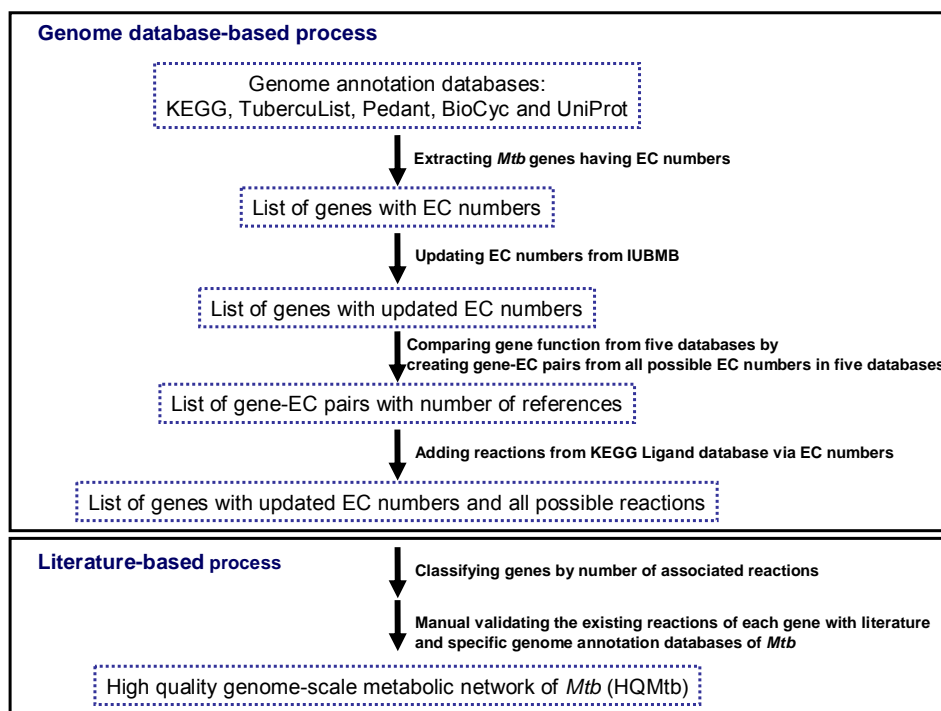 Genome database-based process
Genome annotation databases:
KEGG, TubercuList, Pedant, BioCyc and UniProt
Extracting Mtb genes having EC numbers
List of genes with EC numbers
Updating EC numbers from IUBMB
List of genes with updated EC numbers
Comparing gene function from five databases by
creating gene-EC pairs from all possible EC numbers in five databases
List of gene-EC pairs with number of references
Adding reactions from KEGG Ligand database via EC numbers
List of genes with updated EC numbers and all possible reactions
Literature-based process
Classifying genes by number of associated reactions
Manual validating the existing reactions of each gene with literature
and specific genome annotation databases of Mtb
High quality genome-scale metabolic network of Mtb (HQMtb)